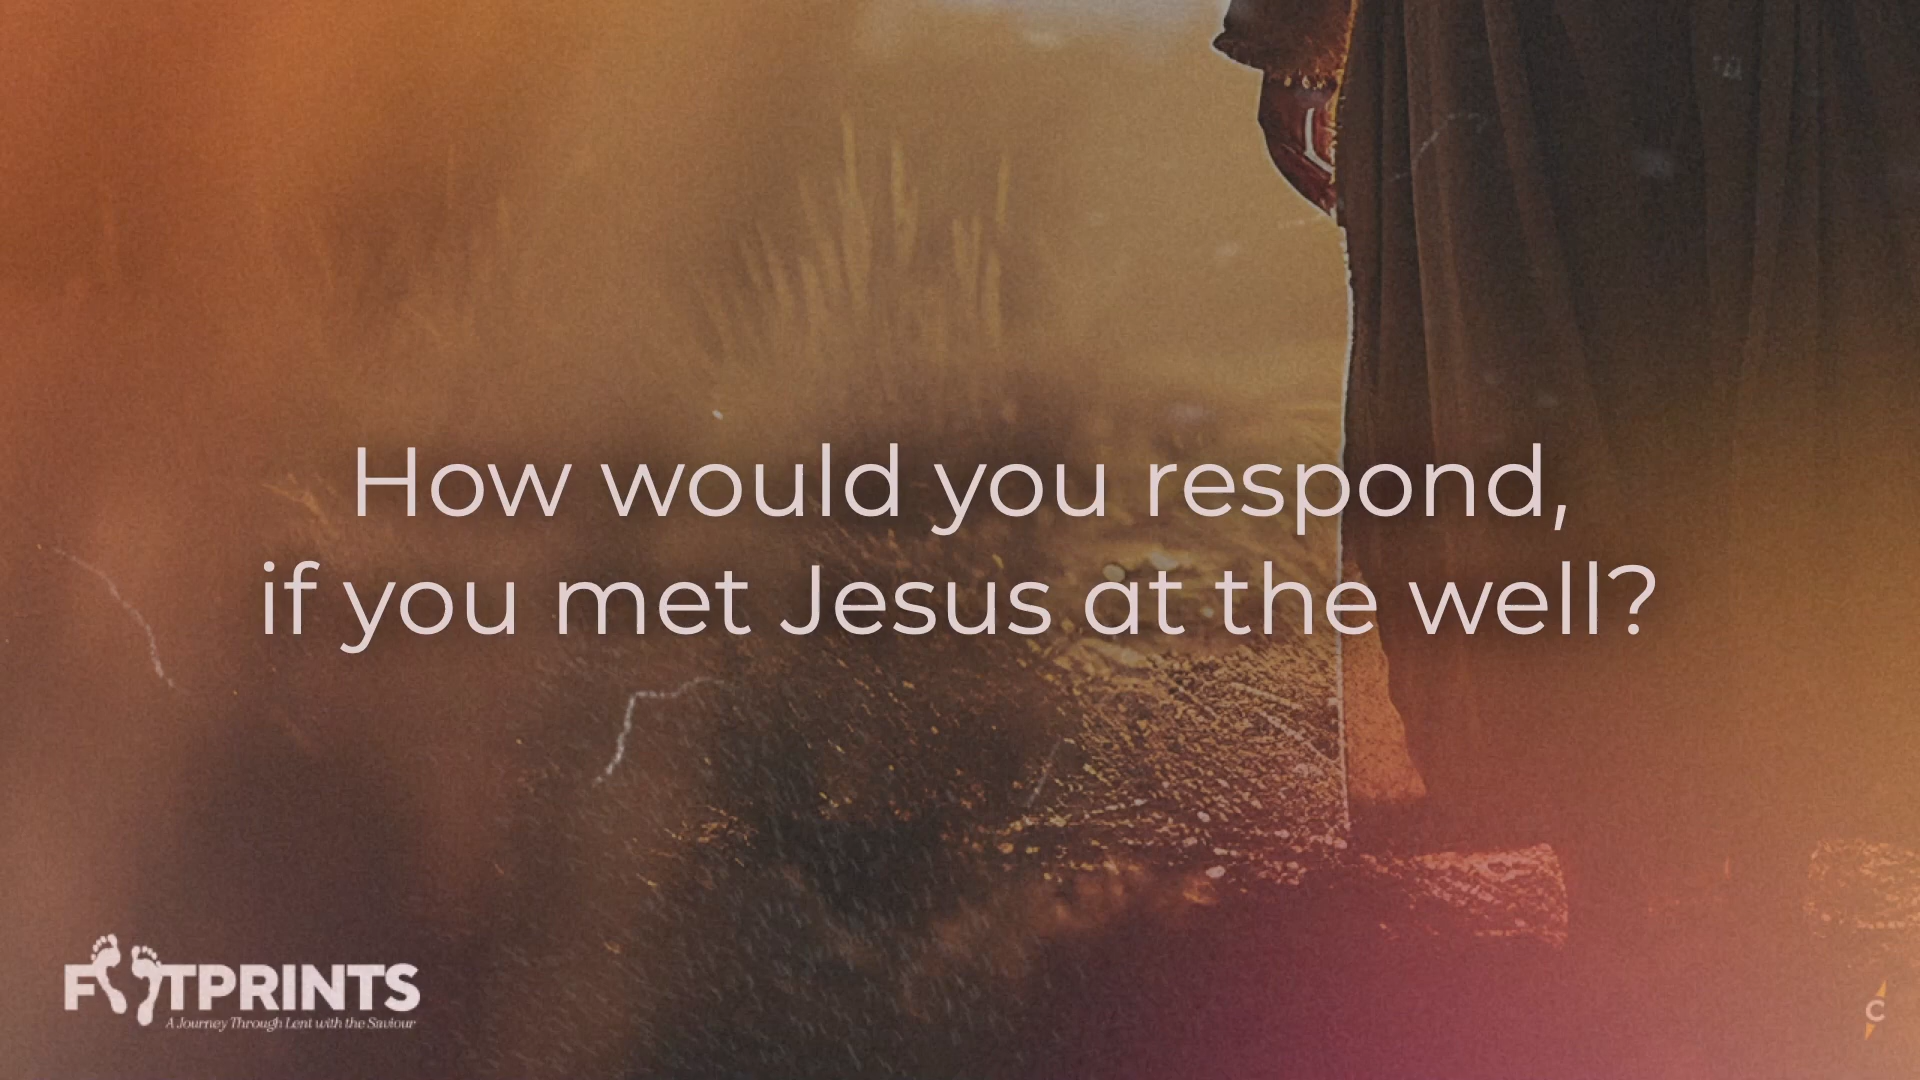 How would you respond,
if you met Jesus at the well?
FOOTPRINTS
A Journey Through Lent with the Saviour
C